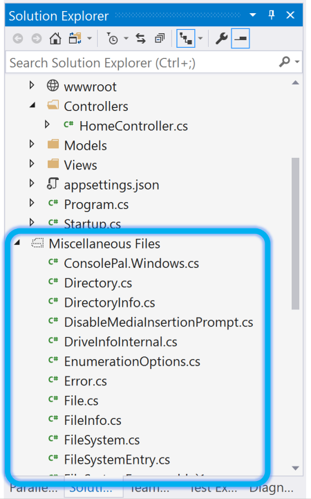 Solution Explorer
Search Solution Explorer (Ctrl+;)
wwwroot
Controllers
C# HomeController.cs
Models
Views
appsettings.json
C# Program.cs
C# Startup.cs
Miscellaneous Files
C# ConsolePal.Windows.cs
C# Directory.cs
C# DirectoryInfo.cs
C# DisableMediaInsertionPrompt.cs
C# DriveInfoInternal.cs
C# EnumerationOptions.cs
C# Error.cs
C# File.cs
C# FileInfo.cs
C# FileSystem.cs
C# FileSystemEntry.cs
Paralle... Soluti... Team... Test Ex... Diagn...